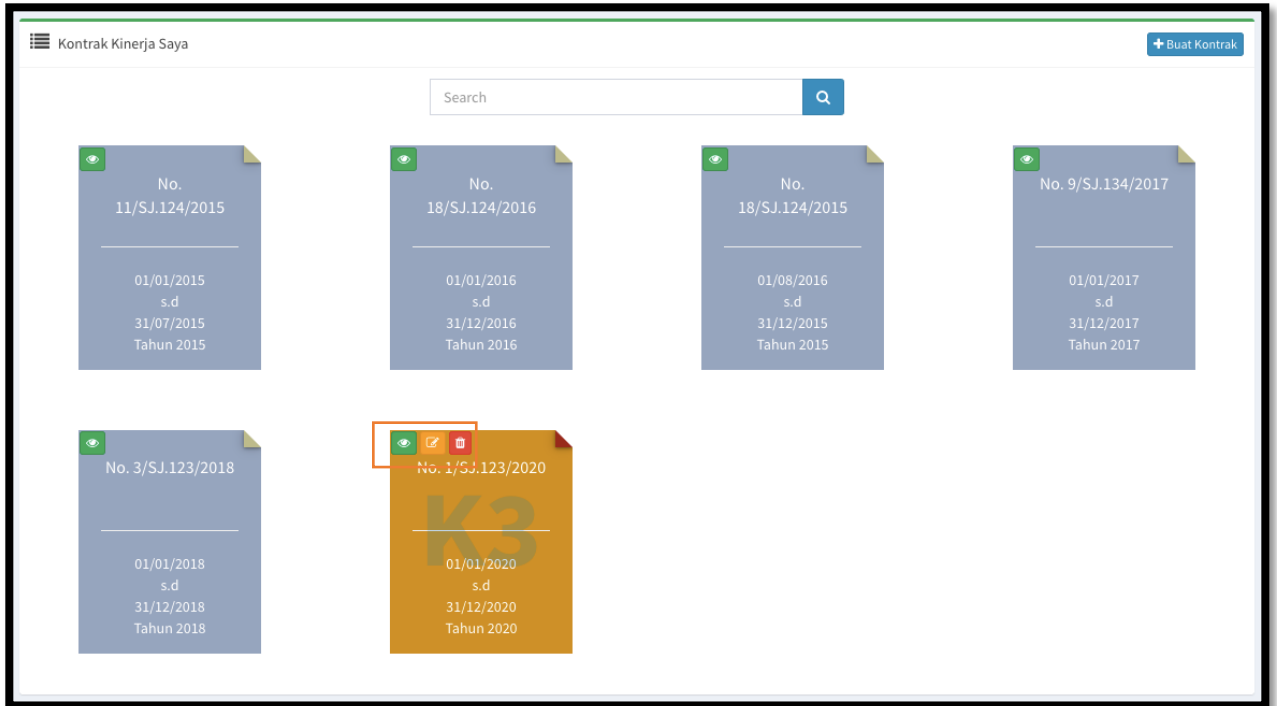 Kontrak Kinerja Saya
Buat Kontrak
Search
No.
11/SJ.124/2015
01/01/2015
s.d
31/07/2015
Tahun 2015
No.
18/SJ.124/2016
01/01/2016
s.d
31/12/2016
Tahun 2016
No.
18/SJ.124/2015
01/08/2016
s.d
31/12/2015
Tahun 2015
No. 9/SJ.134/2017
01/01/2017
s.d
31/12/2017
Tahun 2017
No. 3/SJ.123/2018
01/01/2018
s.d
31/12/2018
Tahun 2018
No. 1/SJ.123/2020
K3
01/01/2020
s.d
31/12/2020
Tahun 2020